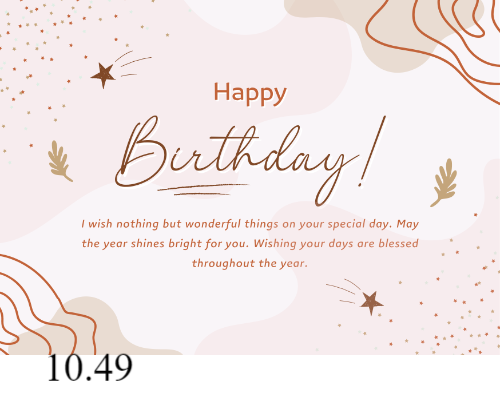 Happy
Birthday!
I wish nothing but wonderful things on your special day. May
the year shines bright for you. Wishing your days are blessed
throughout the year.
10.49